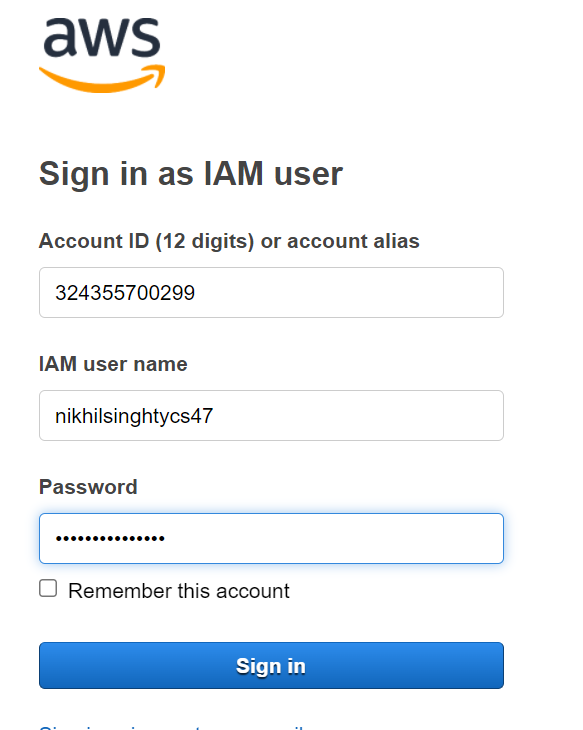 aws
Sign in as IAM user
Account ID (12 digits) or account alias
324355700299
IAM user name
nikhilsinghtycs47
Password
•••••••••••••••
Remember this account
Sign in